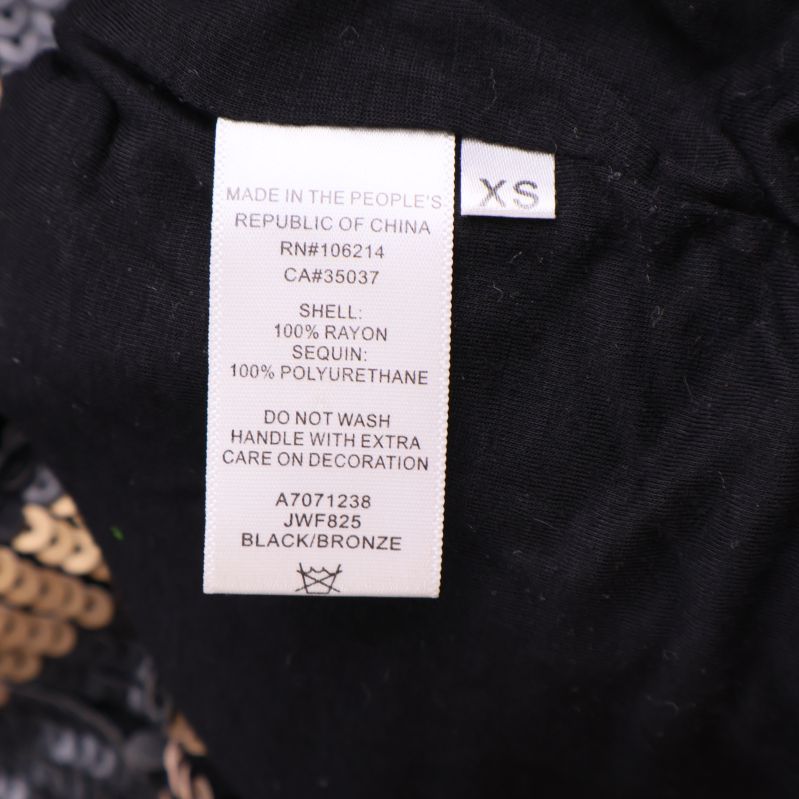 MADE IN THE PEOPLE'S
REPUBLIC OF CHINA
RN#106214
CA#35037
SHELL:
100% RAYON
SEQUIN:
100% POLYURETHANE
DO NOT WASH
HANDLE WITH EXTRA
CARE ON DECORATION
A7071238
JWF825
BLACK/BRONZE
XS